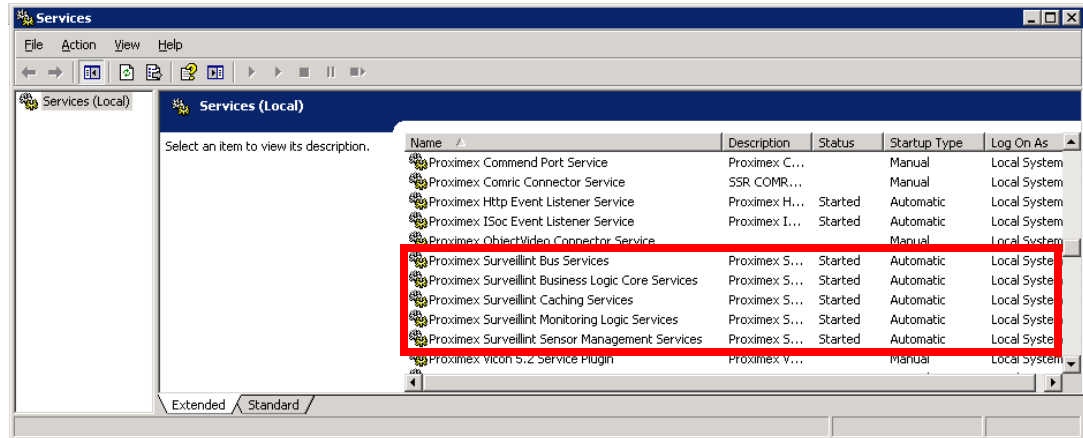 Services
File Action View Help
Services (Local)
Services (Local)
Select an item to view its description.
Name Description Status Startup Type Log On As
Proximex Commend Port Service Proximex C... Manual Local System
Proximex Comric Connector Service SSR COMR... Manual Local System
Proximex Http Event Listener Service Proximex H... Started Automatic Local System
Proximex ISoc Event Listener Service Proximex I... Started Automatic Local System
Proximex ObjectVideo Connector Service Manual Local System
Proximex Surveillint Bus Services Proximex S... Started Automatic Local System
Proximex Surveillint Business Logic Core Services Proximex S... Started Automatic Local System
Proximex Surveillint Caching Services Proximex S... Started Automatic Local System
Proximex Surveillint Monitoring Logic Services Proximex S... Started Automatic Local System
Proximex Surveillint Sensor Management Services Proximex S... Started Automatic Local System
Proximex Vicon 5.2 Service Plugin Proximex V... Manual Local System
Extended Standard